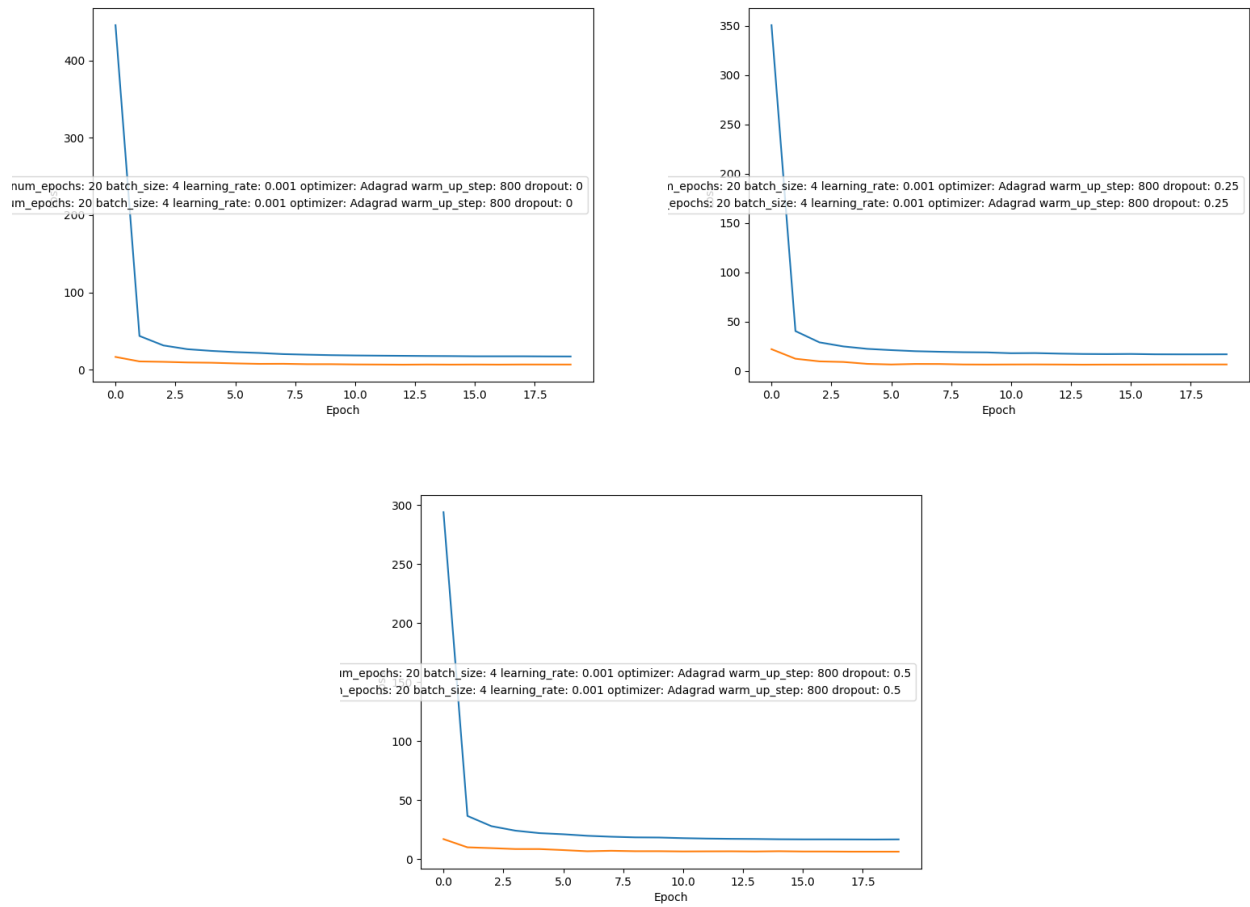 400
300
200
100
0
num_epochs: 20 batch_size: 4 learning_rate: 0.001 optimizer: Adagrad warm_up_step: 800 dropout: 0
um_epochs: 20 batch_size: 4 learning_rate: 0.001 optimizer: Adagrad warm_up_step: 800 dropout: 0
0.0 2.5 5.0 7.5 10.0 12.5 15.0 17.5
Epoch
350
300
250
200
150
100
50
0
n_epochs: 20 batch_size: 4 learning_rate: 0.001 optimizer: Adagrad warm_up_step: 800 dropout: 0.25
_epochs: 20 batch_size: 4 learning_rate: 0.001 optimizer: Adagrad warm_up_step: 800 dropout: 0.25
0.0 2.5 5.0 7.5 10.0 12.5 15.0 17.5
Epoch
300
250
200
150
100
50
0
um_epochs: 20 batch_size: 4 learning_rate: 0.001 optimizer: Adagrad warm_up_step: 800 dropout: 0.5
n_epochs: 20 batch_size: 4 learning_rate: 0.001 optimizer: Adagrad warm_up_step: 800 dropout: 0.5
0.0 2.5 5.0 7.5 10.0 12.5 15.0 17.5
Epoch